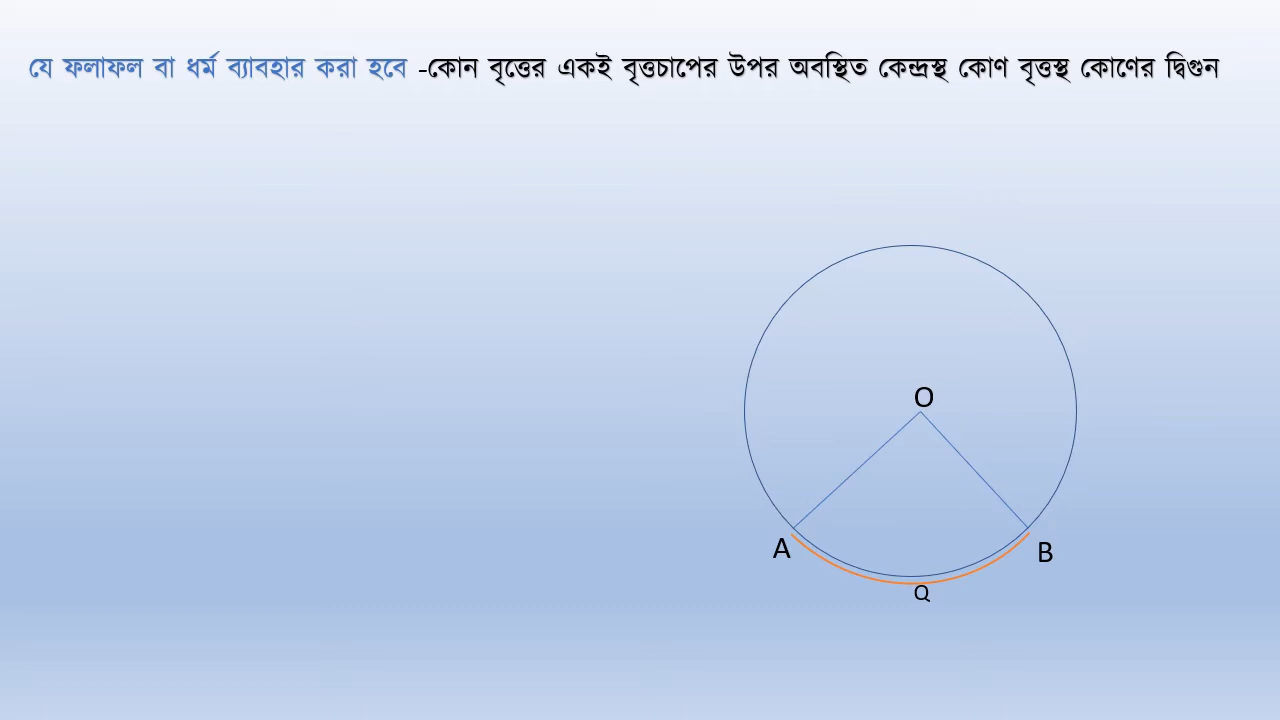 যে ফলাফল বা ধর্ম ব্যাবহার করা হবে -কোন বৃত্তের একই বৃত্তচাপের উপর অবস্থিত কেন্দ্রস্থ কোণ বৃত্তস্থ কোণের দ্বিগুন
O
A
B
Q